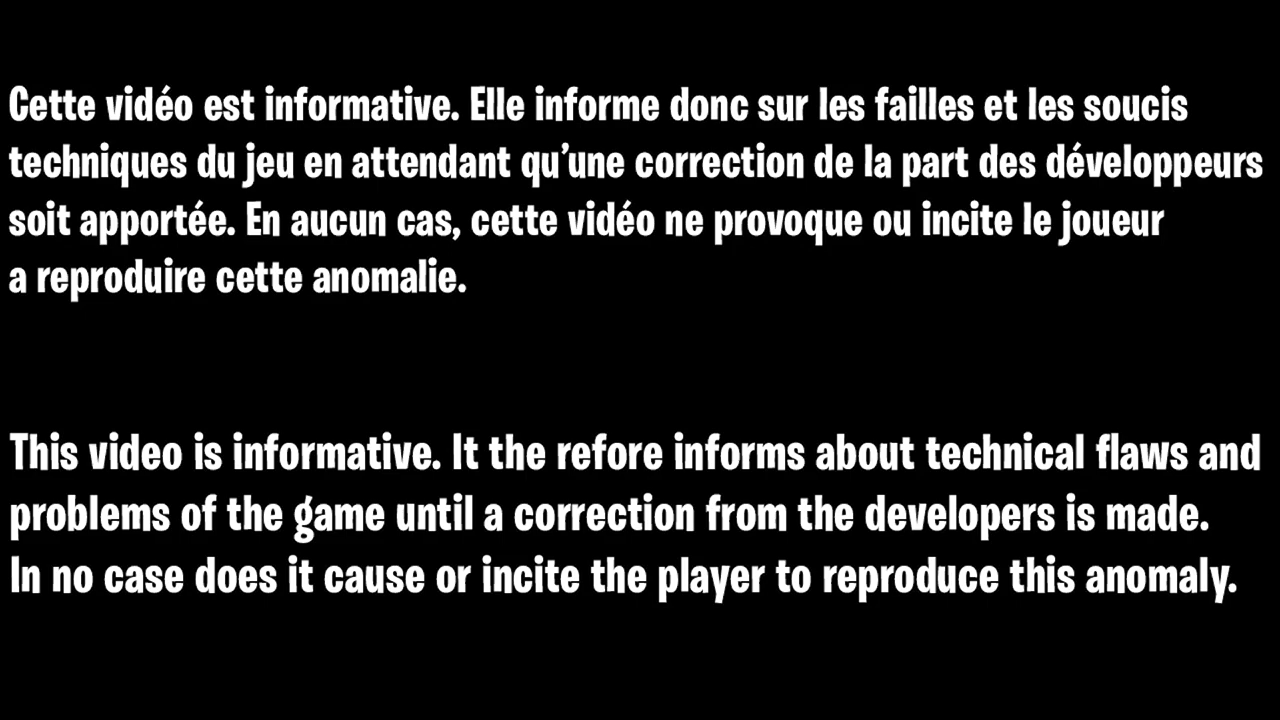 Cette vidéo est informative. Elle informe donc sur les failles et les soucis
techniques du jeu en attendant qu’une correction de la part des développeurs
soit apportée. En aucun cas, cette vidéo ne provoque ou incite le joueur
a reproduire cette anomalie.
This video is informative. It the refore informs about technical flaws and
problems of the game until a correction from the developers is made.
In no case does it cause or incite the player to reproduce this anomaly.